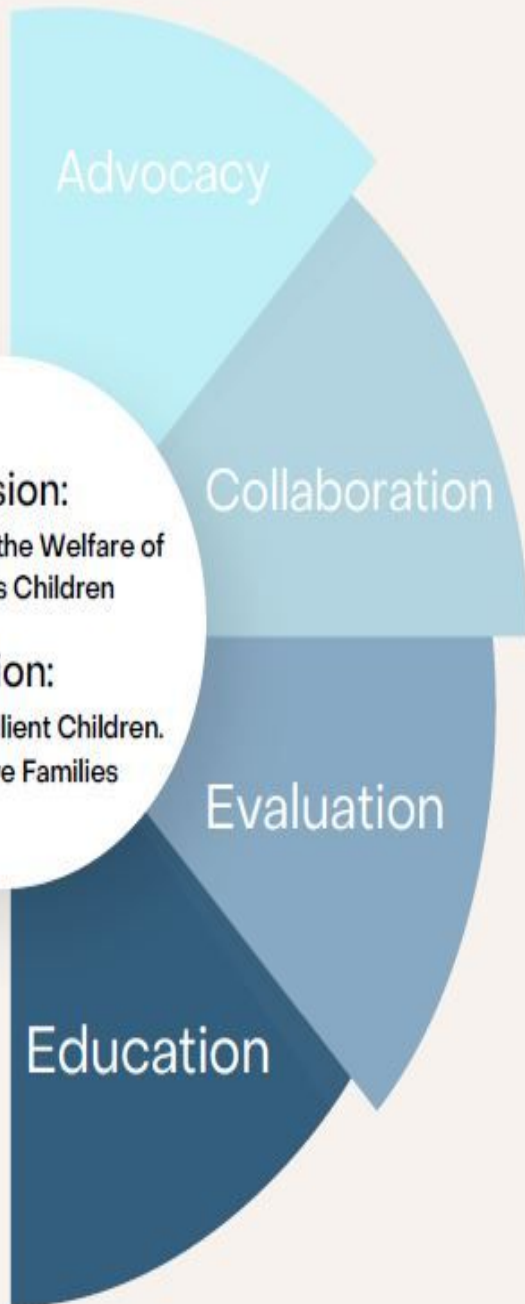 Advocacy
Collaboration
sion:
the Welfare of
s Children
ion:
lient Children.
e Families
Evaluation
Education